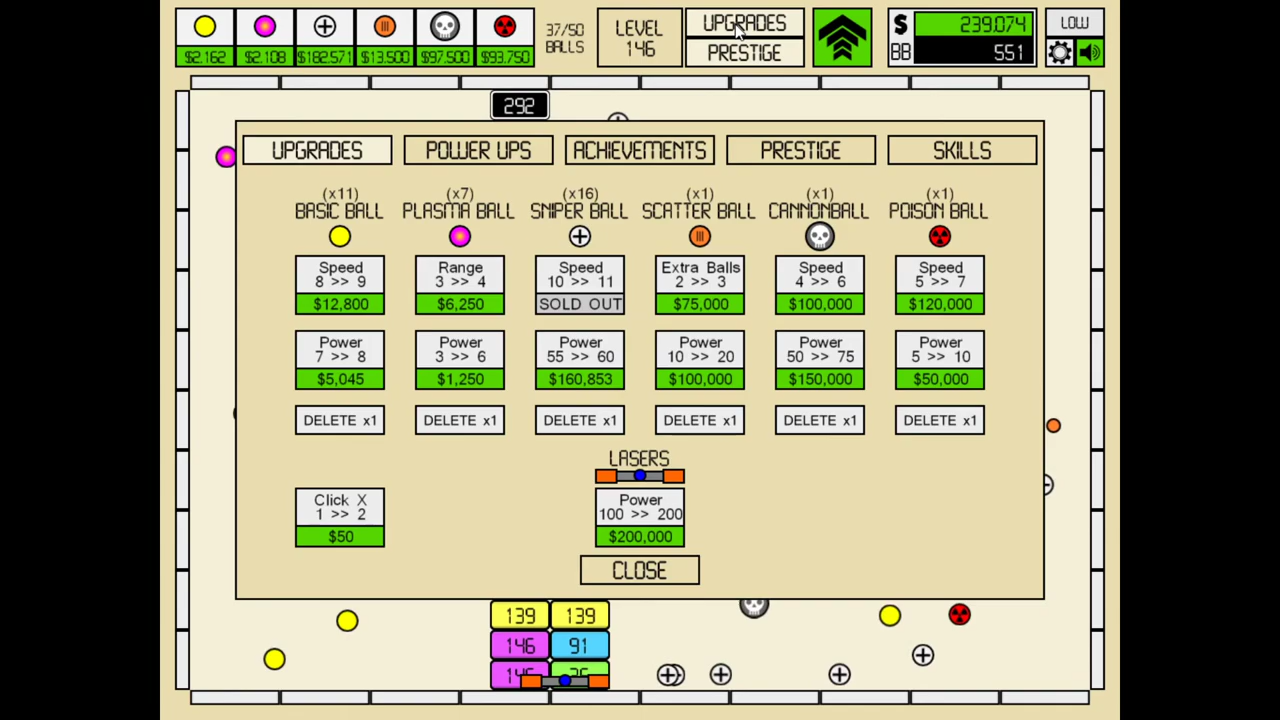 $2.162 $2.108 $182.571 $13.500 $97.500 $93.750
37/50
BALLS
LEVEL
146
UPGRADES
PRESTIGE
$ 239.074
BB 551
LOW
292
UPGRADES POWER UPS ACHIEVEMENTS PRESTIGE SKILLS
(x11) (x7) (x16) (x1) (x1) (x1)
BASIC BALL PLASMA BALL SNIPER BALL SCATTER BALL CANNONBALL POISON BALL
Speed Range Speed Extra Balls Speed Speed
8 >> 9 3 >> 4 10 >> 11 2 >> 3 4 >> 6 5 >> 7
$12,800 $6,250 SOLD OUT $75,000 $100,000 $120,000
Power Power Power Power Power Power
7 >> 8 3 >> 6 55 >> 60 10 >> 20 50 >> 75 5 >> 10
$5,045 $1,250 $160,853 $100,000 $150,000 $50,000
DELETE x1 DELETE x1 DELETE x1 DELETE x1 DELETE x1 DELETE x1
LASERS
Click X Power
1 >> 2 100 >> 200
$50 $200,000
CLOSE
139 139
146 91